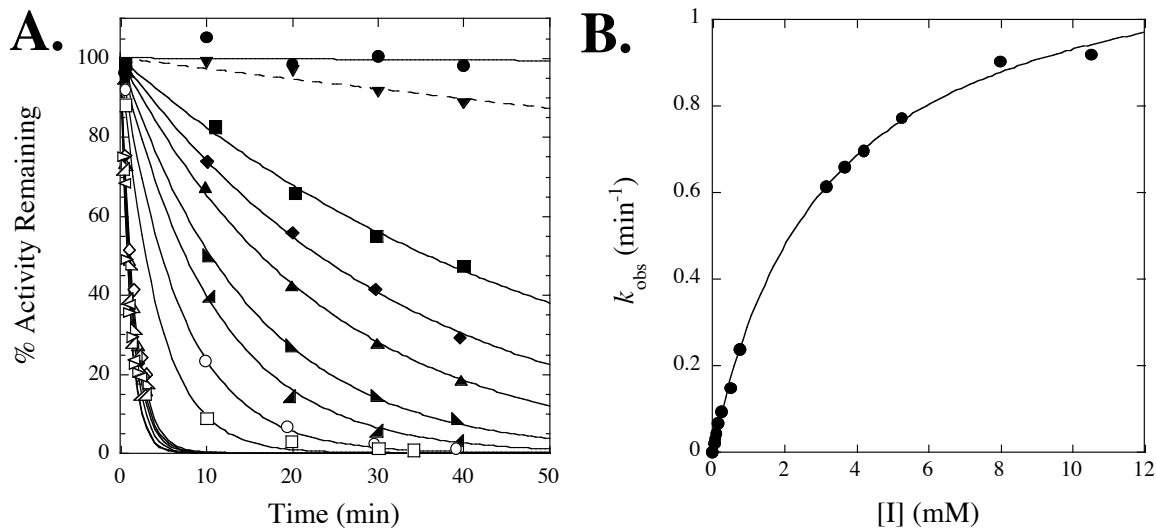 A.
% Activity Remaining
100
80
60
40
20
0
0 10 20 30 40 50
Time (min)
B.
k_obs (min⁻¹)
1
0.8
0.6
0.4
0.2
0
0 2 4 6 8 10 12
[I] (mM)